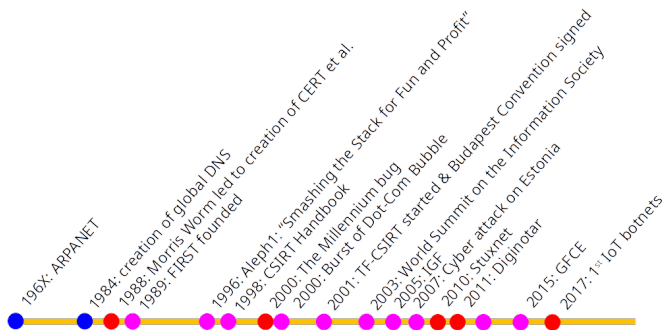 196X: ARPANET
1984: creation of global DNS
1988: Morris Worm led to creation of CERT et al.
1989: FIRST founded
1996: Aleph1: “Smashing the Stack for Fun and Profit”
1998: CSIRT Handbook
2000: The Millennium bug
2000: Burst of Dot-Com Bubble
2001: TF-CSIRT started & Budapest Convention signed
2003: World Summit on the Information Society
2005: IGF
2007: Cyber attack on Estonia
2010: Stuxnet
2011: Diginotar
2015: GFCE
2017: 1st IoT botnets